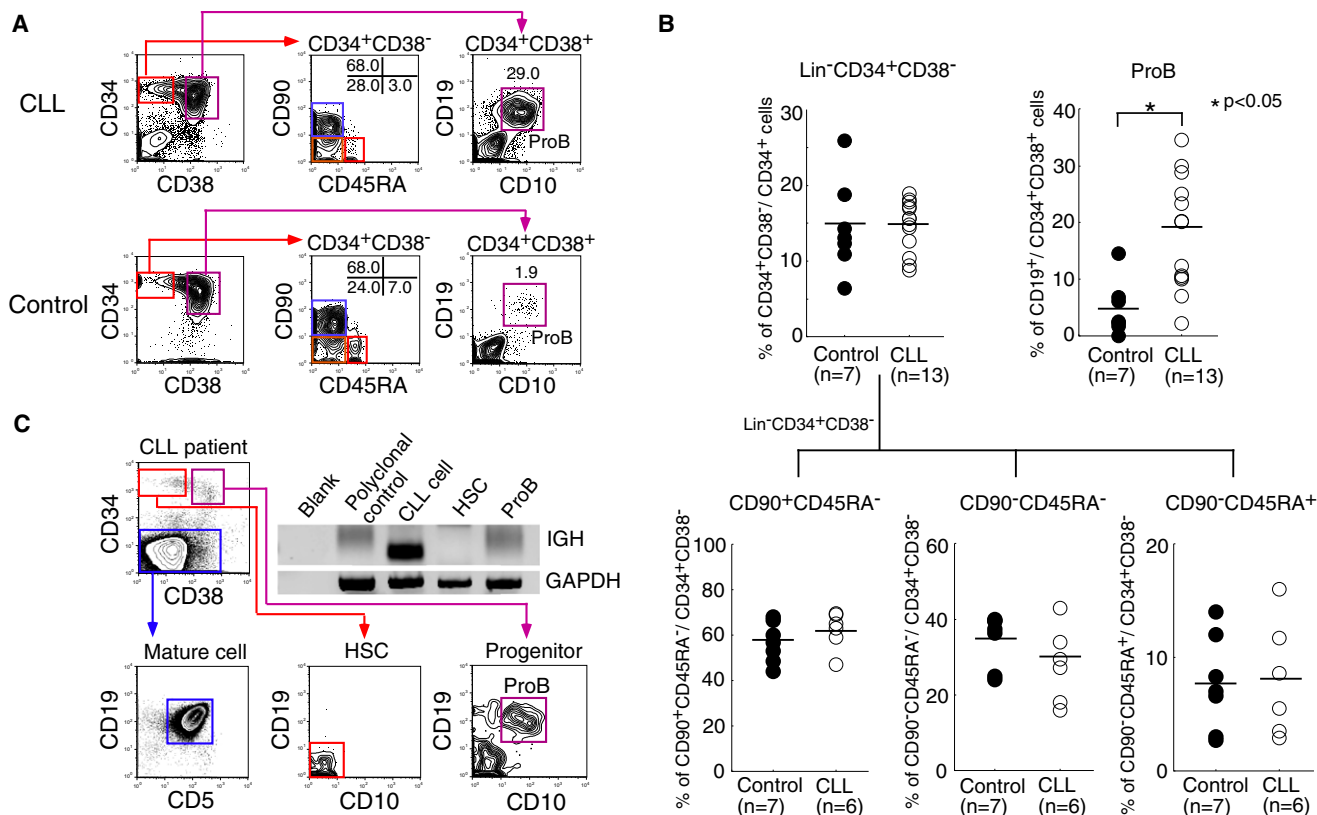 A
CD34⁺CD38⁻
CD34⁺CD38⁺
CLL
CD34
CD38
CD90
68.0
28.0 3.0
CD45RA
CD19
29.0
ProB
CD10
CD34⁺CD38⁻
CD34⁺CD38⁺
Control
CD34
CD38
CD90
68.0
24.0 7.0
CD45RA
CD19
1.9
ProB
CD10
B
Lin⁻CD34⁺CD38⁻
% of CD34⁺CD38⁻/ CD34⁺ cells
30
20
10
0
Control
(n=7)
CLL
(n=13)
ProB
* p<0.05
*
% of CD19⁺/ CD34⁺CD38⁺ cells
40
30
20
10
0
Control
(n=7)
CLL
(n=13)
Lin⁻CD34⁺CD38⁻
CD90⁺CD45RA⁻
% of CD90⁺CD45RA⁻/ CD34⁺CD38⁻
100
80
60
40
20
0
Control
(n=7)
CLL
(n=6)
CD90⁻CD45RA⁻
% of CD90⁻CD45RA⁻/ CD34⁺CD38⁻
60
40
20
0
Control
(n=7)
CLL
(n=6)
CD90⁻CD45RA⁺
% of CD90⁻CD45RA⁺/ CD34⁺CD38⁻
20
10
0
Control
(n=7)
CLL
(n=6)
C
CLL patient
CD34
CD38
Blank
Polyclonal
control
CLL cell
HSC
ProB
IGH
GAPDH
Mature cell
CD19
CD5
HSC
CD19
CD10
Progenitor
ProB
CD19
CD10